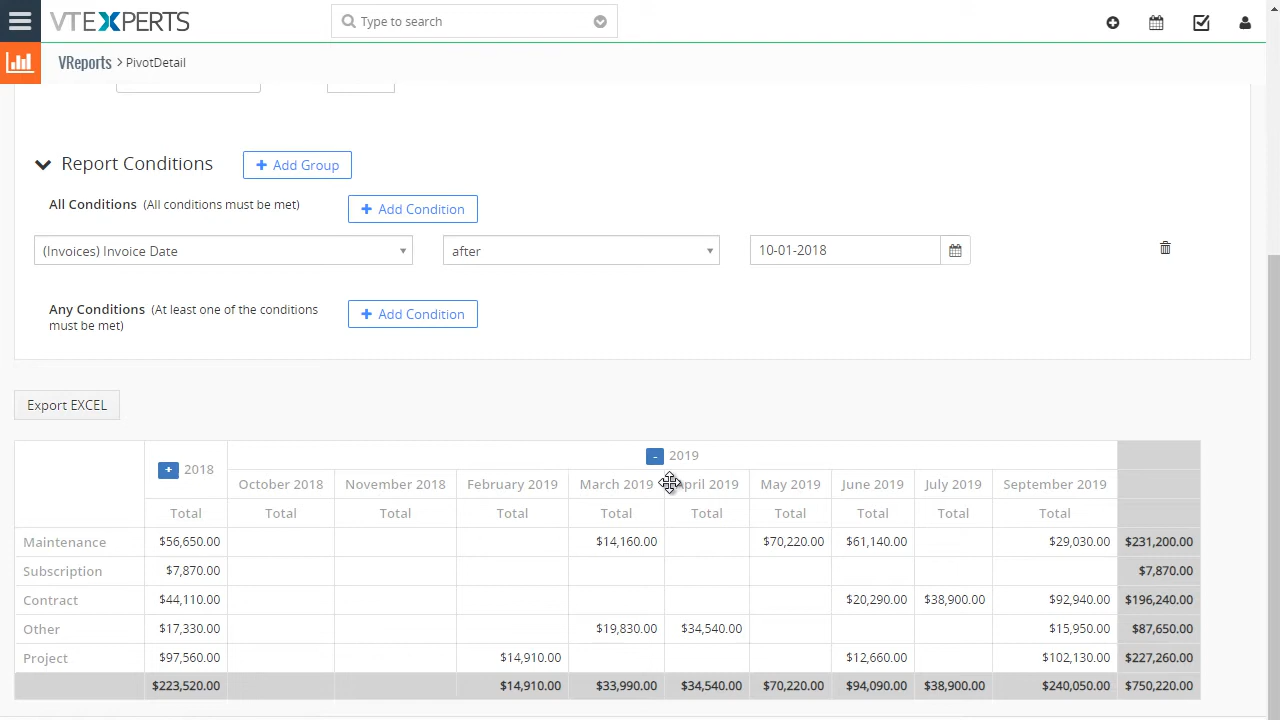 VTEXPERTS
Type to search
VReports > PivotDetail
Report Conditions
+ Add Group
All Conditions (All conditions must be met)
+ Add Condition
(Invoices) Invoice Date after 10-01-2018
Any Conditions (At least one of the conditions
must be met)
+ Add Condition
Export EXCEL
+ 2018 - 2019
October 2018 November 2018 February 2019 March 2019 April 2019 May 2019 June 2019 July 2019 September 2019
Total Total Total Total Total Total Total Total Total Total
Maintenance $56,650.00 $14,160.00 $70,220.00 $61,140.00 $29,030.00 $231,200.00
Subscription $7,870.00 $7,870.00
Contract $44,110.00 $20,290.00 $38,900.00 $92,940.00 $196,240.00
Other $17,330.00 $19,830.00 $34,540.00 $15,950.00 $87,650.00
Project $97,560.00 $14,910.00 $12,660.00 $102,130.00 $227,260.00
$223,520.00 $14,910.00 $33,990.00 $34,540.00 $70,220.00 $94,090.00 $38,900.00 $240,050.00 $750,220.00